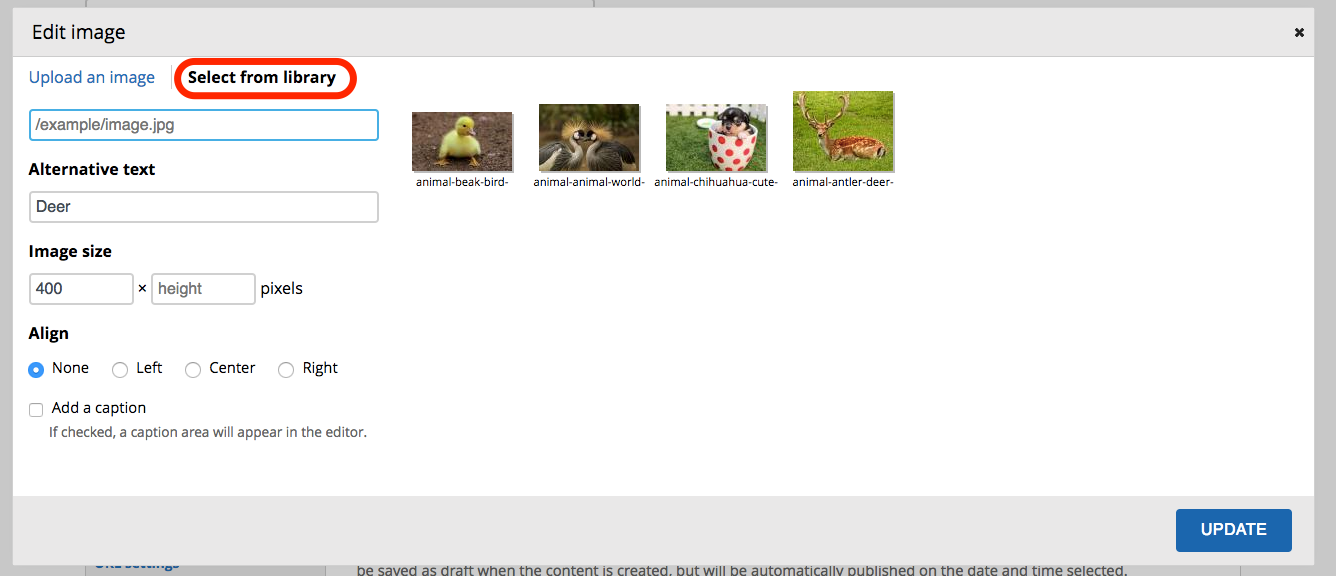 Edit image
✖
Upload an image
Select from library
/example/image.jpg
Alternative text
Deer
Image size
400 × height pixels
Align
None Left Center Right
Add a caption
If checked, a caption area will appear in the editor.
animal-beak-bird- animal-animal-world- animal-chihuahua-cute- animal-antler-deer-
UPDATE
URL settings
be saved as draft when the content is created, but will be automatically published on the date and time selected.